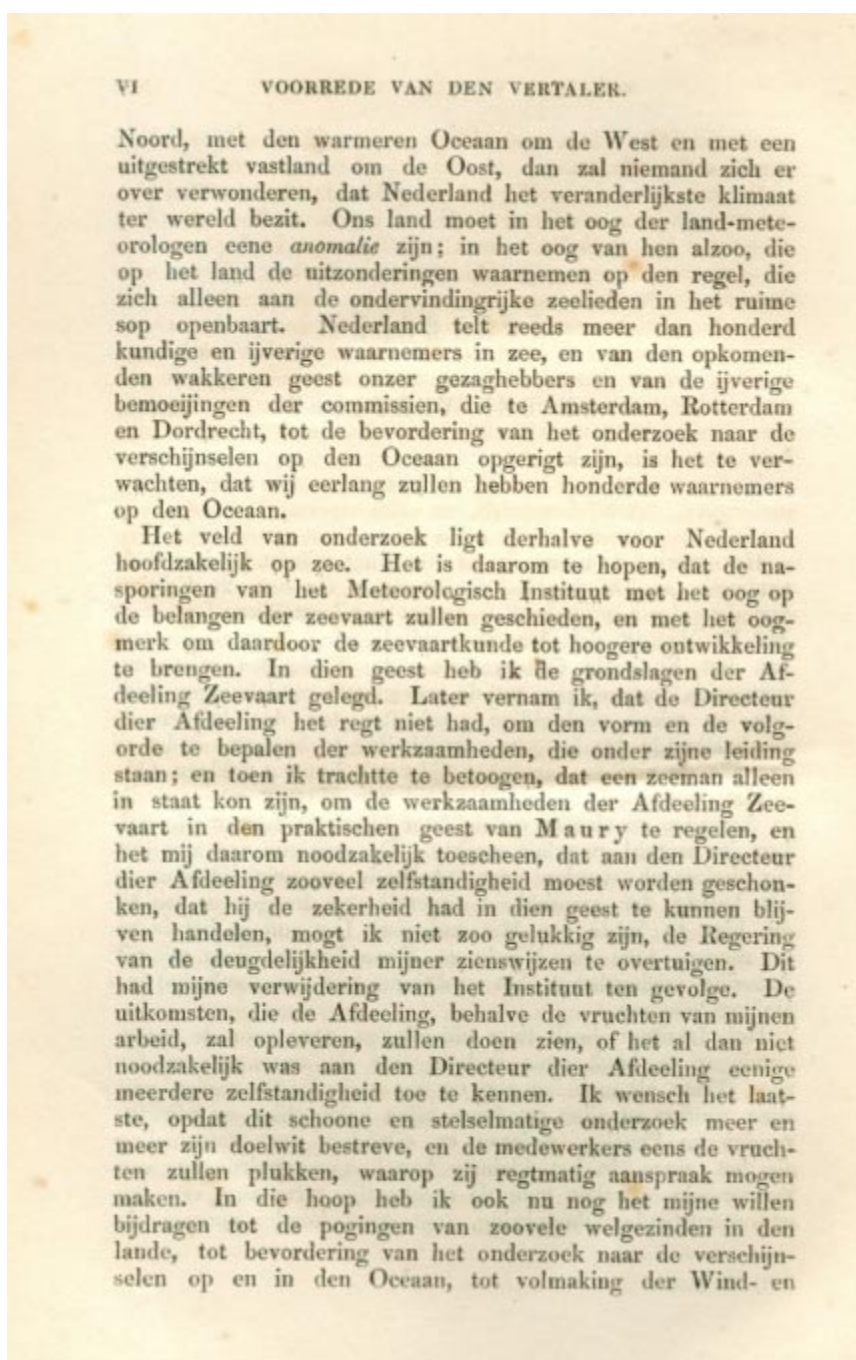 VI VOORREDE VAN DEN VERTALER.
Noord, met den warmeren Oceaan om de West en met een
uitgestrekt vastland om de Oost, dan zal niemand zich er
over verwonderen, dat Nederland het veranderlijkste klimaat
ter wereld bezit. Ons land moet in het oog der land-mete-
orologen eene anomalie zijn; in het oog van hen alzoo, die
op het land de uitzonderingen waarnemen op den regel, die
zich alleen aan de ondervindingrijke zeelieden in het ruime
sop openbaart. Nederland telt reeds meer dan honderd
kundige en ijverige waarnemers in zee, en van den opkomen-
den wakkeren geest onzer gezaghebbers en van de ijverige
bemoeijingen der commissien, die te Amsterdam, Rotterdam
en Dordrecht, tot de bevordering van het onderzoek naar de
verschijnselen op den Oceaan opgerigt zijn, is het te ver-
wachten, dat wij eerlang zullen hebben honderde waarnemers
op den Oceaan.
Het veld van onderzoek ligt derhalve voor Nederland
hoofdzakelijk op zee. Het is daarom te hopen, dat de na-
sporingen van het Meteorologisch Instituut met het oog op
de belangen der zeevaart zullen geschieden, en met het oog-
merk om daardoor de zeevaartkunde tot hoogere ontwikkeling
te brengen. In dien geest heb ik de grondslagen der Af-
deeling Zeevaart gelegd. Later vernam ik, dat de Directeur
dier Afdeeling het regt niet had, om den vorm en de volg-
orde te bepalen der werkzaamheden, die onder zijne leiding
staan; en toen ik trachtte te betoogen, dat een zeeman alleen
in staat kon zijn, om de werkzaamheden der Afdeeling Zee-
vaart in den praktischen geest van Maury te regelen, en
het mij daarom noodzakelijk toescheen, dat aan den Directeur
dier Afdeeling zooveel zelfstandigheid moest worden geschon-
ken, dat hij de zekerheid had in dien geest te kunnen blij-
ven handelen, mogt ik niet zoo gelukkig zijn, de Regering
van de deugdelijkheid mijner zienswijzen te overtuigen. Dit
had mijne verwijdering van het Instituut ten gevolge. De
uitkomsten, die de Afdeeling, behalve de vruchten van mijnen
arbeid, zal opleveren, zullen doen zien, of het al dan niet
noodzakelijk was aan den Directeur dier Afdeeling eenige
meerdere zelfstandigheid toe te kennen. Ik wensch het laat-
ste, opdat dit schoone en stelselmatige onderzoek meer en
meer zijn doelwit bestreve, en de medewerkers eens de vruch-
ten zullen plukken, waarop zij regtmatig aanspraak mogen
maken. In die hoop heb ik ook nu nog het mijne willen
bijdragen tot de pogingen van zoovele welgezinden in den
lande, tot bevordering van het onderzoek naar de verschijn-
selen op en in den Oceaan, tot volmaking der Wind- en